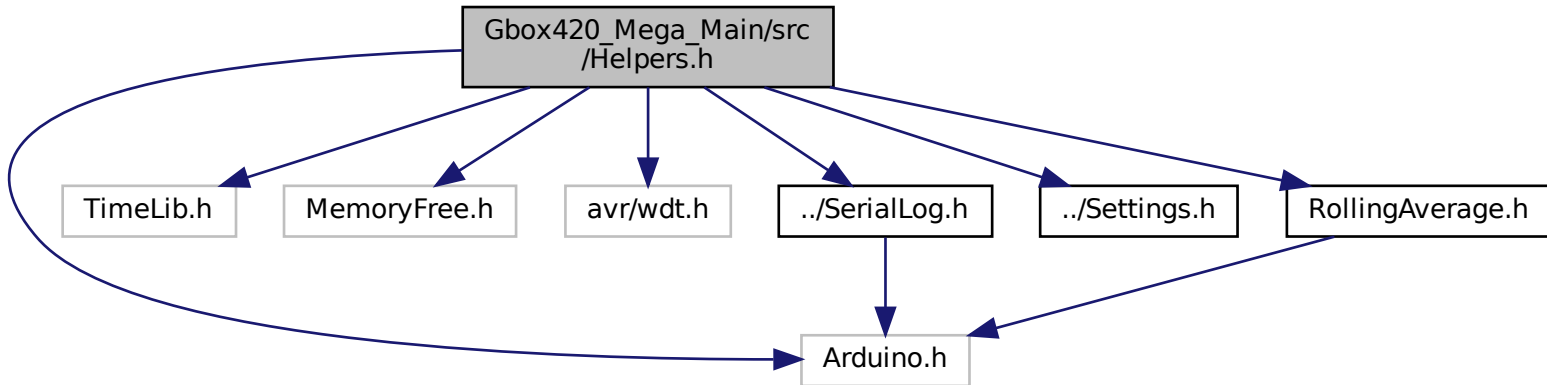 Gbox420_Mega_Main/src
/Helpers.h
TimeLib.h
MemoryFree.h
avr/wdt.h
../SerialLog.h
../Settings.h
RollingAverage.h
Arduino.h